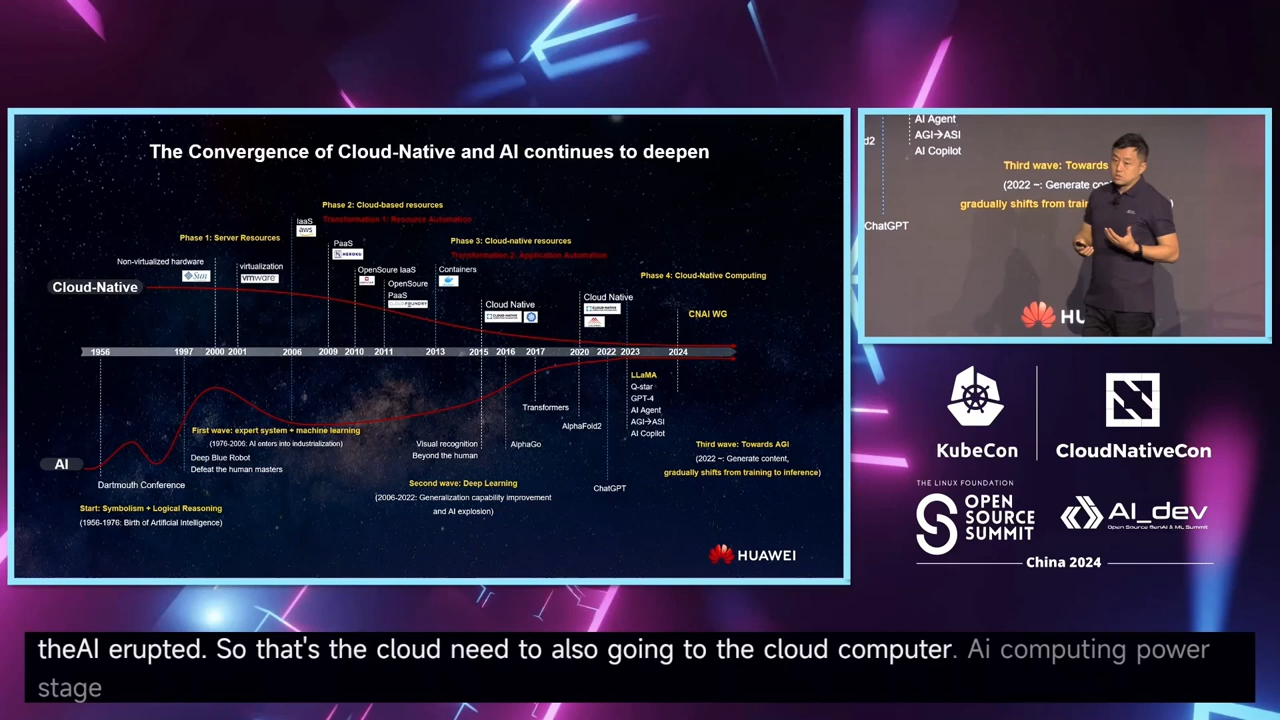 The Convergence of Cloud-Native and AI continues to deepen
Phase 2: Cloud-based resources
Transformation 1: Resource Automation
IaaS
aws
Phase 1: Server Resources
PaaS
HEROKU
Phase 3: Cloud-native resources
Transformation 2: Application Automation
Non-virtualized hardware
Sun
virtualization
vmware
OpenSoure IaaS
Containers
OpenSoure
PaaS
CLOUD FOUNDRY
Phase 4: Cloud-Native Computing
Cloud-Native
Cloud Native
Cloud Native
CNAI WG
1956
1997
2000
2001
2006
2009
2010
2011
2013
2015
2016
2017
2020
2022
2023
2024
LLaMA
Q-star
GPT-4
AI Agent
AGI→ASI
AI Copilot
Transformers
AlphaFold2
First wave: expert system + machine learning
(1976-2006: AI enters into industrialization)
Deep Blue Robot
Defeat the human masters
Visual recognition
Beyond the human
AlphaGo
Third wave: Towards AGI
(2022 ~: Generate content,
gradually shifts from training to inference)
AI
Dartmouth Conference
ChatGPT
Second wave: Deep Learning
(2006-2022: Generalization capability improvement
and AI explosion)
Start: Symbolism + Logical Reasoning
(1956-1976: Birth of Artificial Intelligence)
HUAWEI
AI Agent
AGI→ASI
AI Copilot
d2
Third wave: Towards
(2022 ~: Generate con
gradually shifts from train
)
ChatGPT
HU
KubeCon
CloudNativeCon
THE LINUX FOUNDATION
OPEN
SOURCE
SUMMIT
AI_dev
Open Source GenAI & ML Summit
China 2024
theAI erupted. So that's the cloud need to also going to the cloud computer. Ai computing power
stage